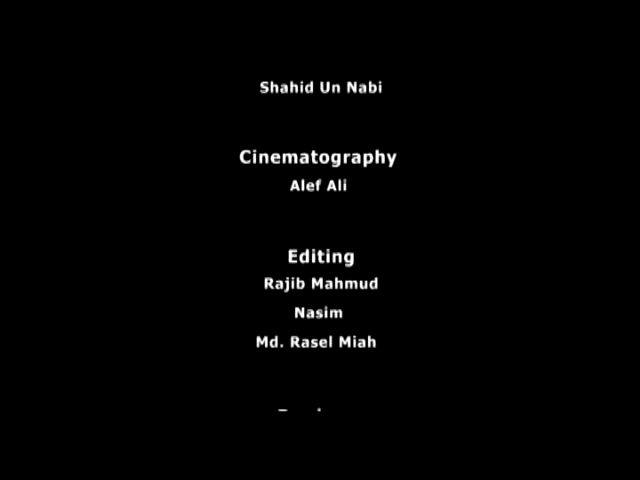 Shahid Un Nabi
Cinematography
Alef Ali
Editing
Rajib Mahmud
Nasim
Md. Rasel Miah